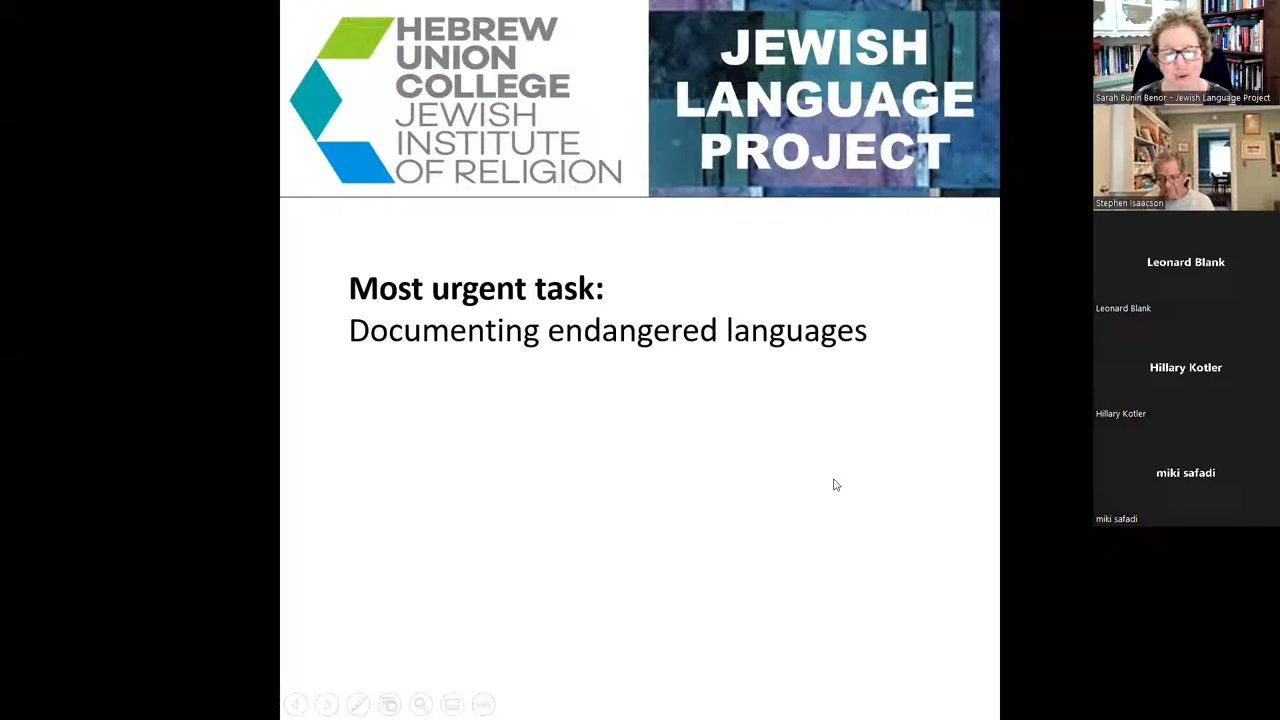 HEBREW
UNION
COLLEGE
JEWISH
INSTITUTE
OF RELIGION
JEWISH
LANGUAGE
PROJECT
Most urgent task:
Documenting endangered languages
Sarah Bunin Benor - Jewish Language Project
Stephen Isaacson
Leonard Blank
Leonard Blank
Hillary Kotler
Hillary Kotler
miki safadi
miki safadi